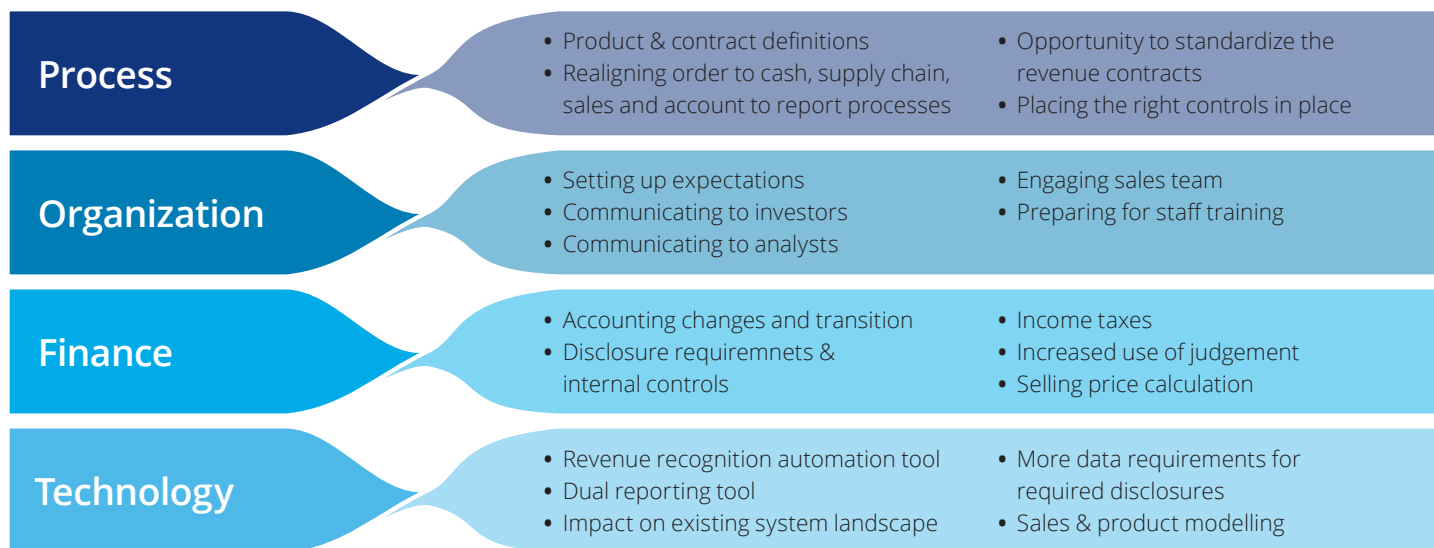 Process
• Product & contract definitions
• Realigning order to cash, supply chain,
sales and account to report processes
• Opportunity to standardize the
revenue contracts
• Placing the right controls in place
Organization
• Setting up expectations
• Communicating to investors
• Communicating to analysts
• Engaging sales team
• Preparing for staff training
Finance
• Accounting changes and transition
• Disclosure requiremnets &
internal controls
• Income taxes
• Increased use of judgement
• Selling price calculation
Technology
• Revenue recognition automation tool
• Dual reporting tool
• Impact on existing system landscape
• More data requirements for
required disclosures
• Sales & product modelling